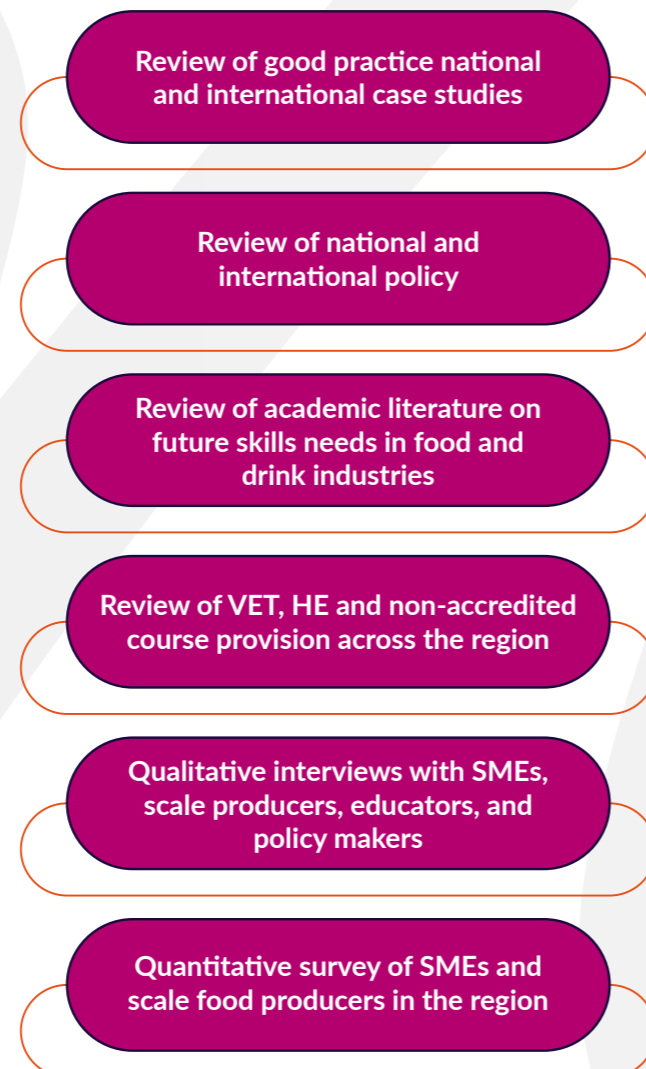 Review of good practice national
and international case studies
Review of national and
international policy
Review of academic literature on
future skills needs in food and
drink industries
Review of VET, HE and non-accredited
course provision across the region
Qualitative interviews with SMEs,
scale producers, educators, and
policy makers
Quantitative survey of SMEs and
scale food producers in the region